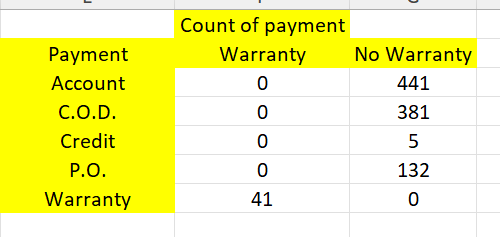 Count of payment
Payment Warranty No Warranty
Account 0 441
C.O.D. 0 381
Credit 0 5
P.O. 0 132
Warranty 41 0